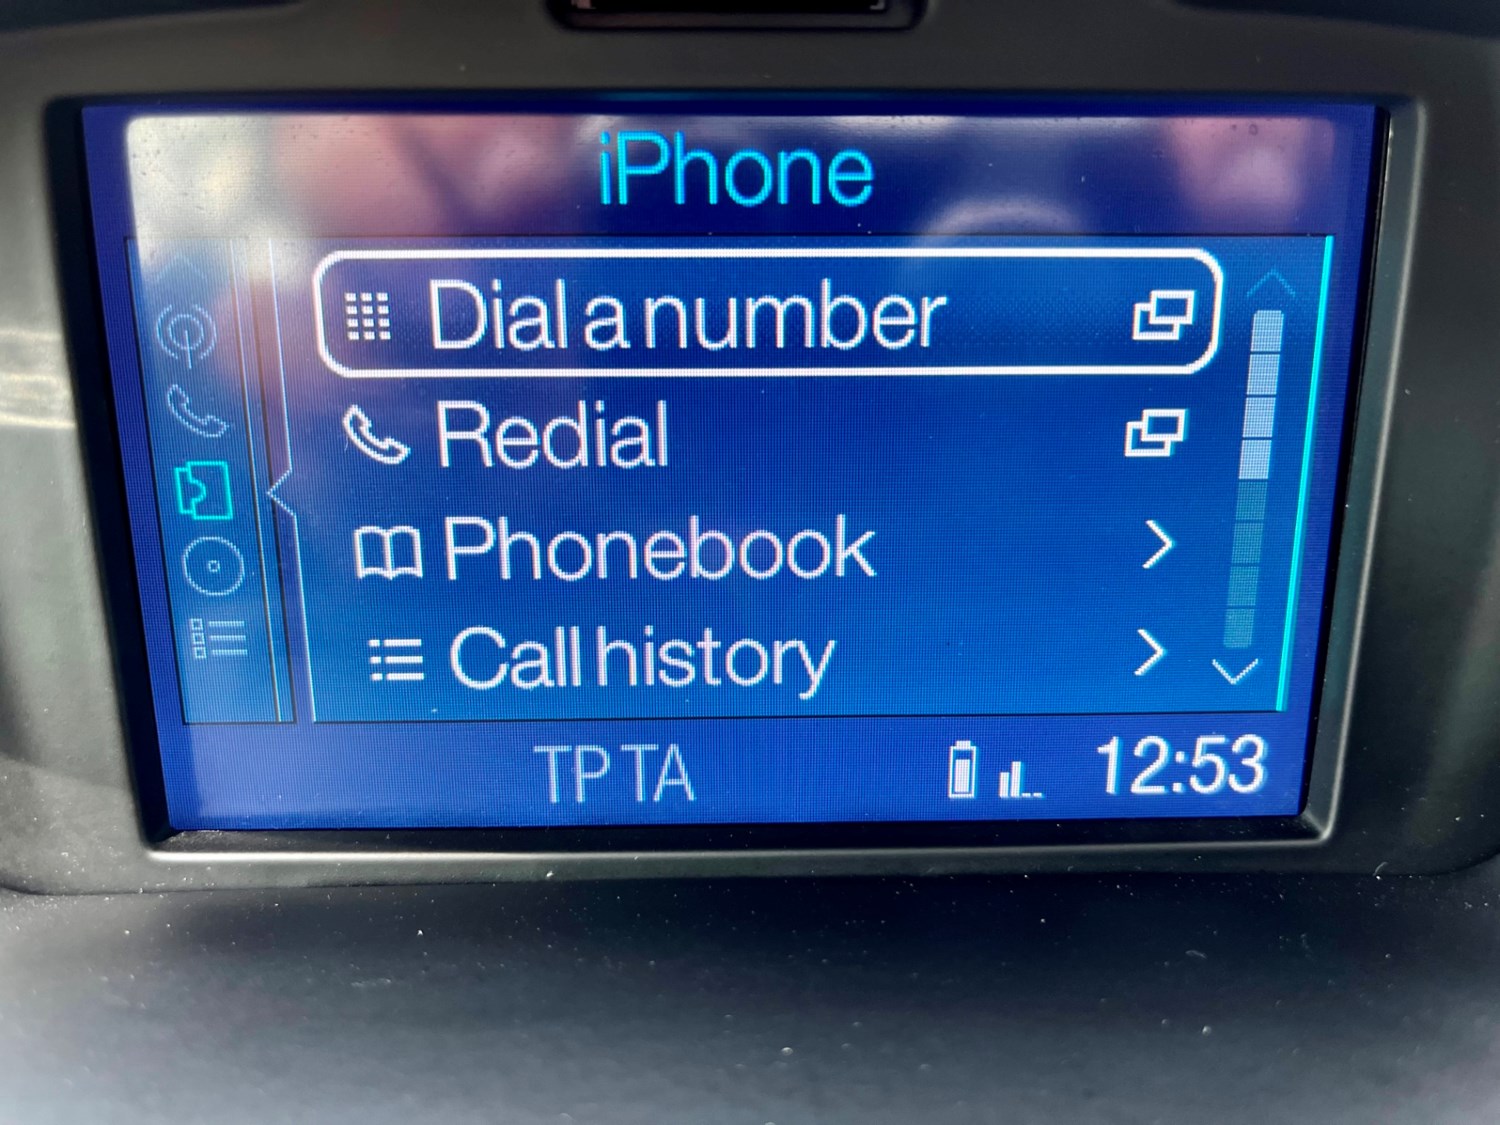 iPhone
Dial a number
Redial
Phonebook
Call history
TP TA
12:53